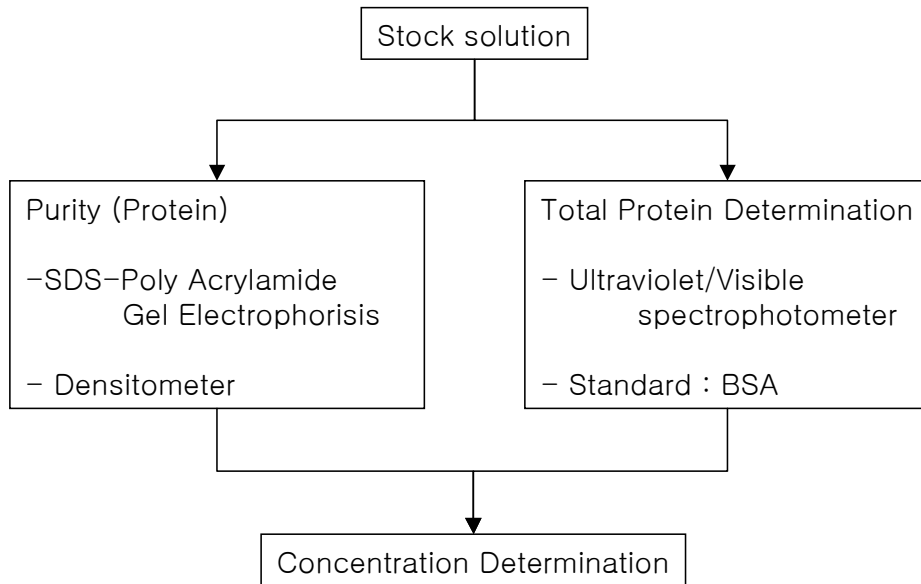 Stock solution
Purity (Protein)
-SDS-Poly Acrylamide
Gel Electrophorisis
- Densitometer
Total Protein Determination
- Ultraviolet/Visible
spectrophotometer
- Standard : BSA
Concentration Determination